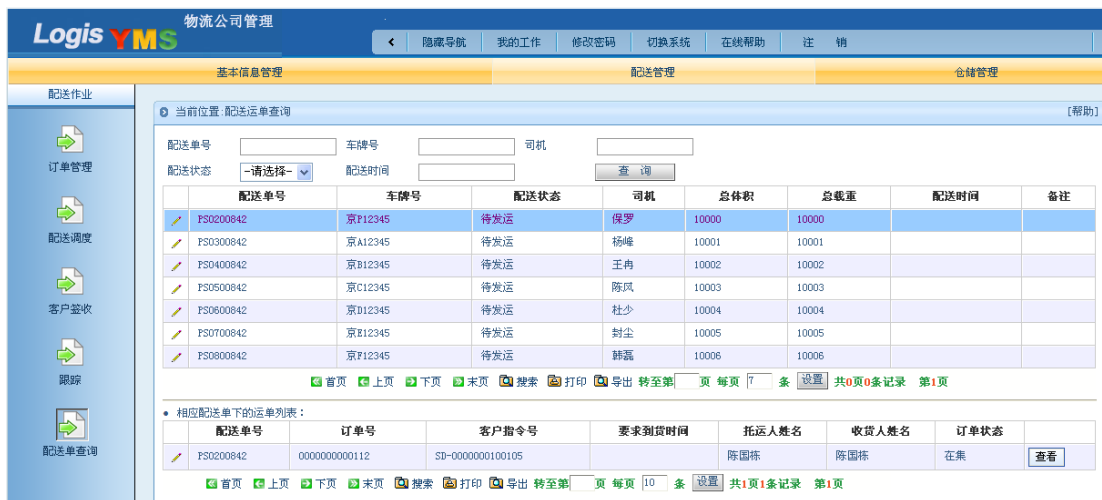 Logis YMS 物流公司管理
隐藏导航 我的工作 修改密码 切换系统 在线帮助 注 销
基本信息管理 配送管理 仓储管理
配送作业
当前位置:配送运单查询 [帮助]
配送单号 车牌号 司机
配送状态 -请选择- 配送时间 查 询
订单管理
配送调度
客户签收
跟踪
配送单查询
配送单号 车牌号 配送状态 司机 总体积 总载重 配送时间 备注
PS0200842 京P12345 待发运 保罗 10000 10000
PS0300842 京A12345 待发运 杨峰 10001 10001
PS0400842 京B12345 待发运 王冉 10002 10002
PS0500842 京C12345 待发运 陈风 10003 10003
PS0600842 京D12345 待发运 杜少 10004 10004
PS0700842 京E12345 待发运 封尘 10005 10005
PS0800842 京F12345 待发运 韩磊 10006 10006
首页 上页 下页 末页 搜索 打印 导出 转至第 页 每页 7 条 设置 共0页0条记录 第1页
相应配送单下的运单列表：
配送单号 订单号 客户指令号 要求到货时间 托运人姓名 收货人姓名 订单状态
PS0200842 0000000000112 SD-0000000100105 陈国栋 陈国栋 在集 查看
首页 上页 下页 末页 搜索 打印 导出 转至第 页 每页 10 条 设置 共1页1条记录 第1页